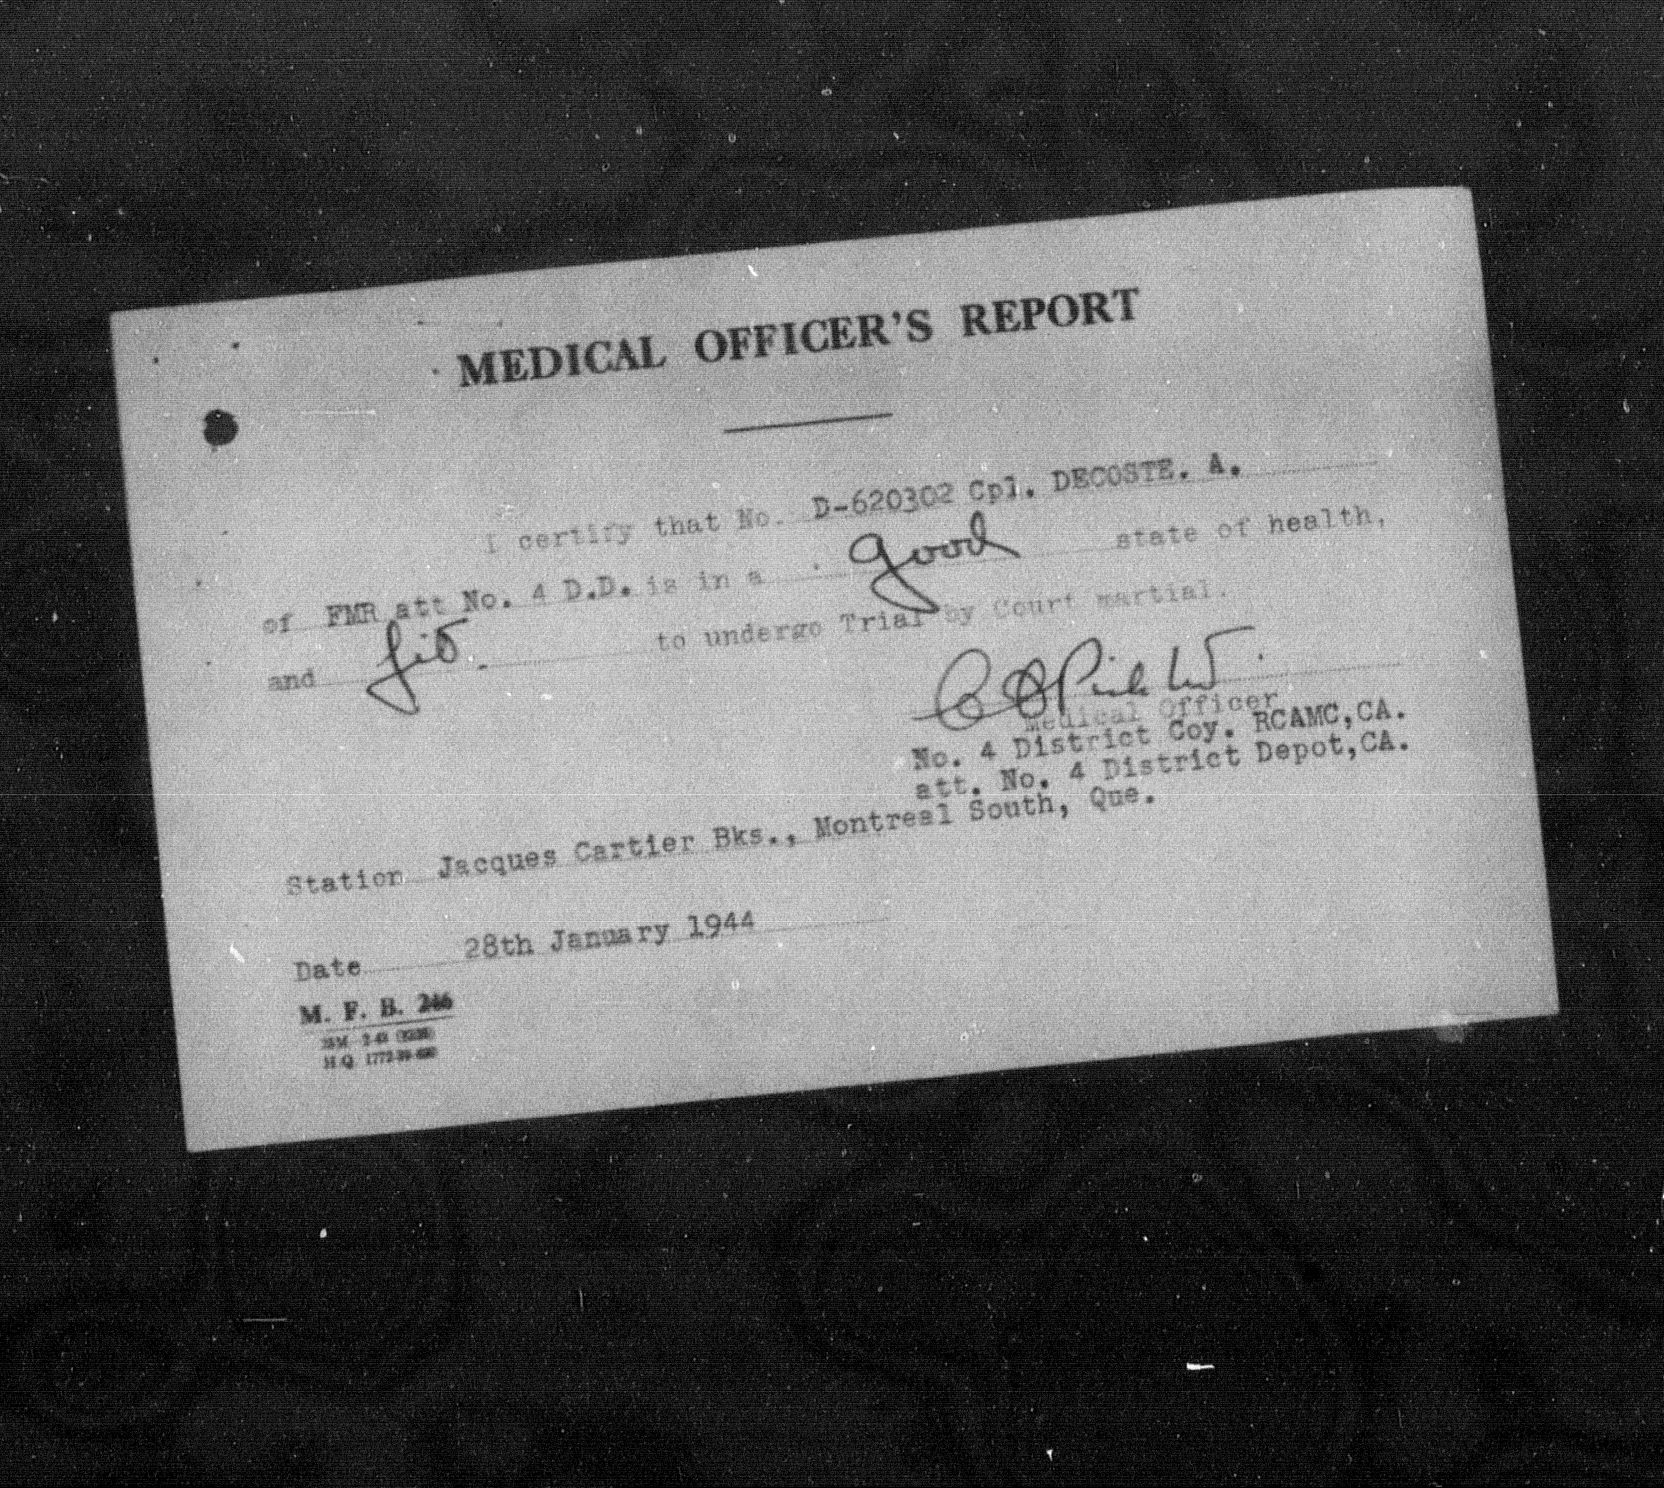 MEDICAL OFFICER'S REPORT
I certify that No. D-620302 Cpl. DECOSTE. A.
of FMR att No. 4 D.D. is in a good state of health,
and fit. to undergo Trial by Court martial.
Medical Officer
No. 4 District Coy. RCAMC,CA.
att. No. 4 District Depot,CA.
Station Jacques Cartier Bks., Montreal South, Que.
Date 28th January 1944
M. F. B. 246
H.Q. 1772-39-